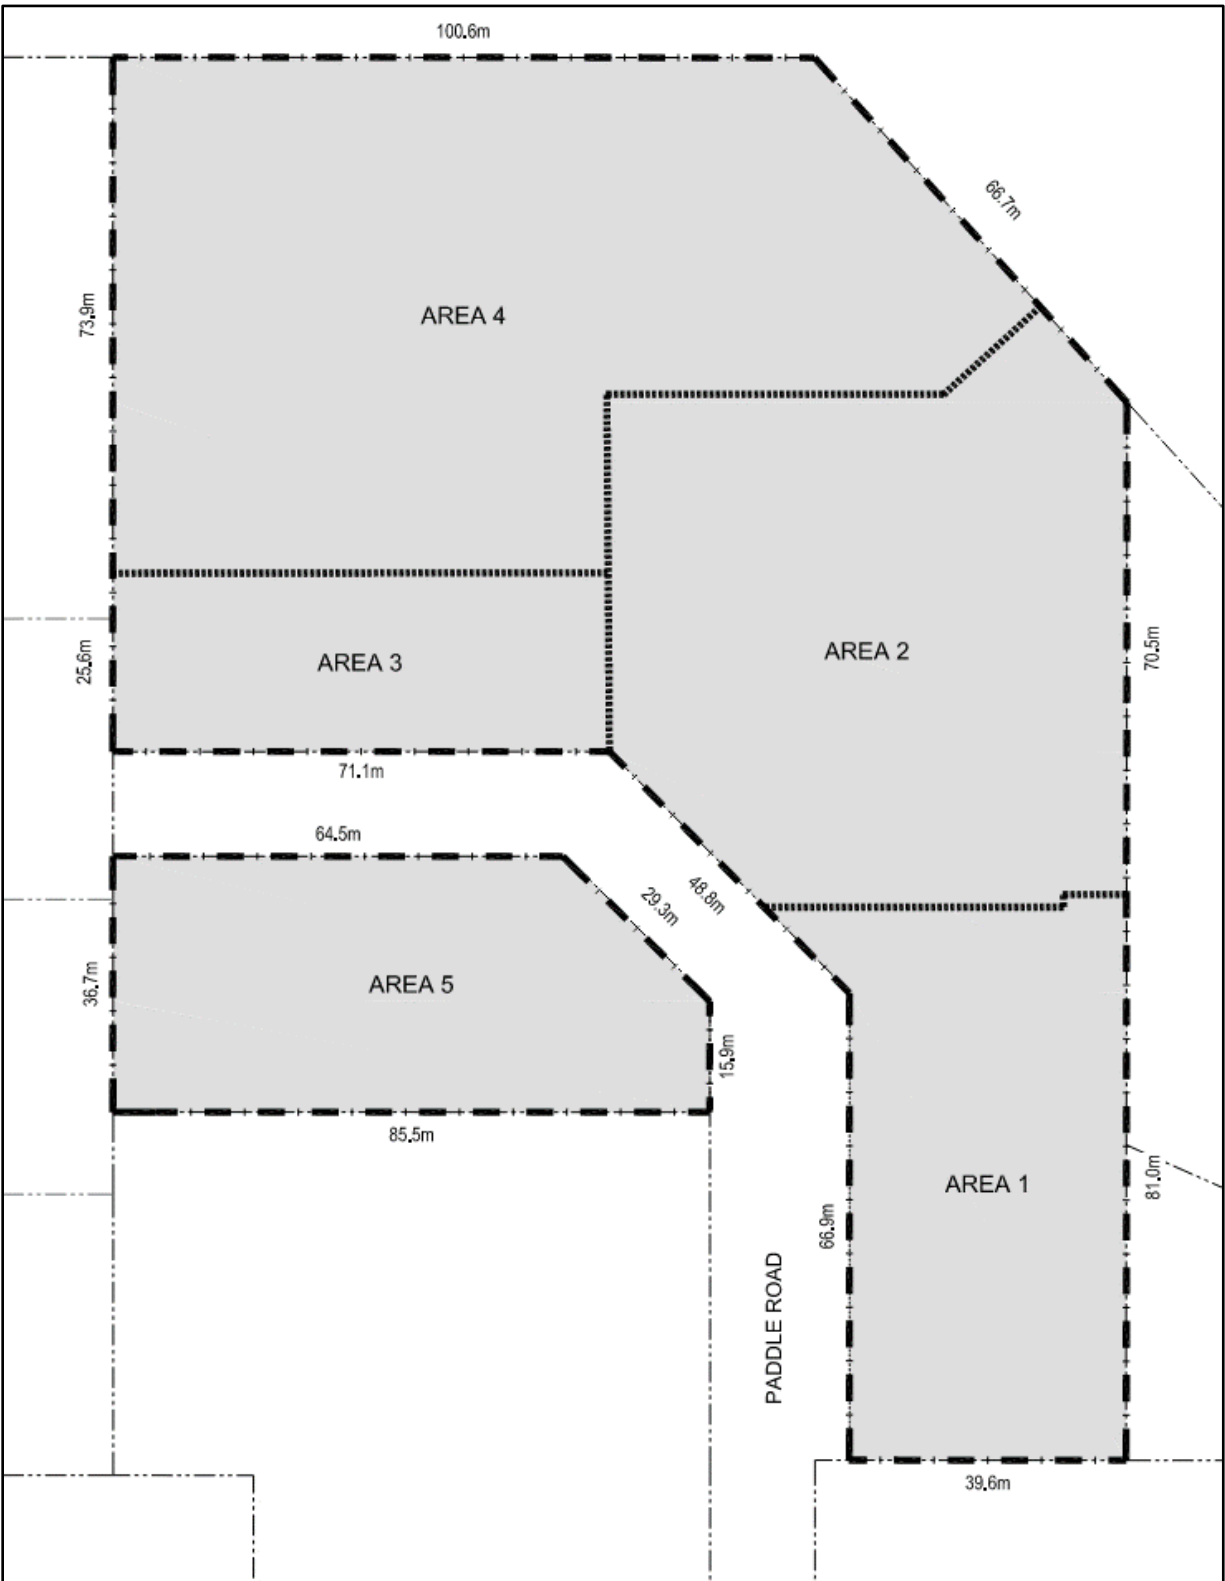 100.6m
66.7m
73.9m
AREA 4
AREA 2
70.5m
25.6m
AREA 3
71.1m
64.5m
48.8m
29.3m
36.7m
AREA 5
15.9m
85.5m
81.0m
AREA 1
66.9m
PADDLE ROAD
39.6m